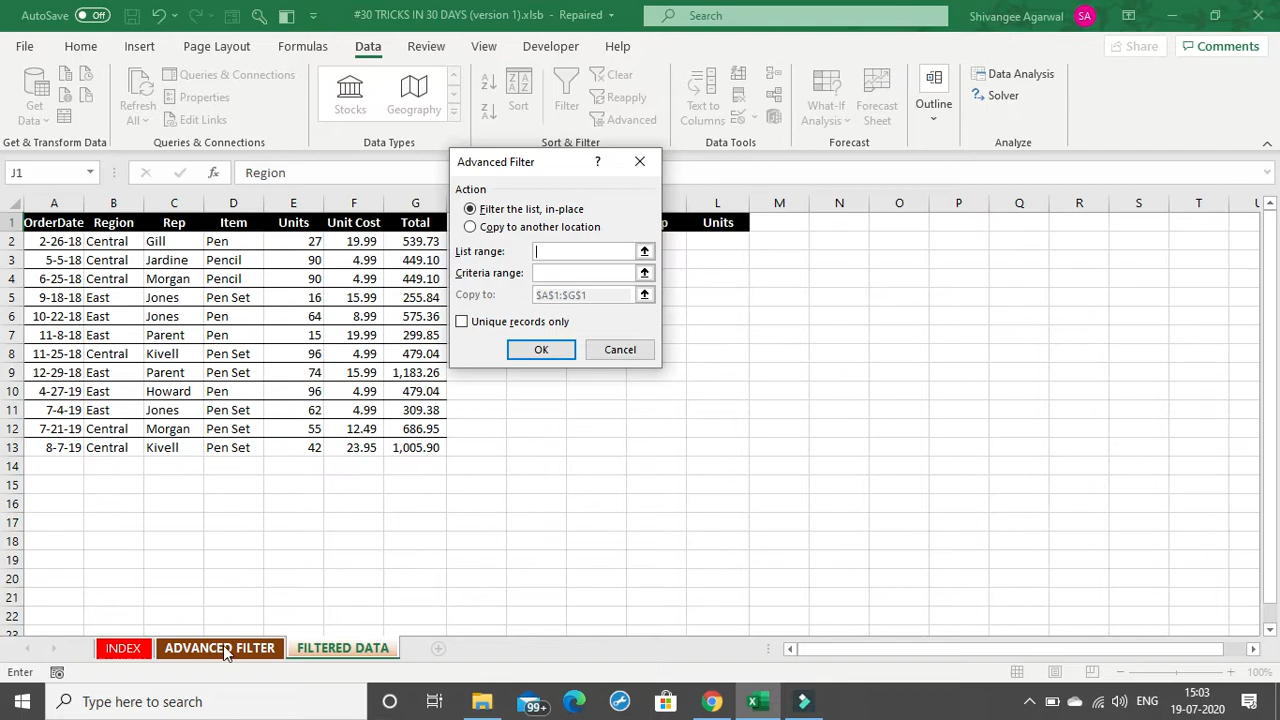 AutoSave Off #30 TRICKS IN 30 DAYS (version 1).xlsb - Repaired Search Shivangee Agarwal SA
File Home Insert Page Layout Formulas Data Review View Developer Help Share Comments
Get Data
Refresh All
Queries & Connections
Properties
Edit Links
Stocks
Geography
Sort
Filter
Clear
Reapply
Advanced
Text to Columns
What-If Analysis
Forecast Sheet
Outline
Data Analysis
Solver
Get & Transform Data Queries & Connections Data Types Sort & Filter Data Tools Forecast Analyze
J1 fx Region
Advanced Filter ? 
Action
Filter the list, in-place
Copy to another location
List range:
Criteria range:
Copy to: $A$1:$G$1
Unique records only
OK Cancel
A B C D E F G L M N O P Q R S T U
1 OrderDate Region Rep Item Units Unit Cost Total Units
2 2-26-18 Central Gill Pen 27 19.99 539.73
3 5-5-18 Central Jardine Pencil 90 4.99 449.10
4 6-25-18 Central Morgan Pencil 90 4.99 449.10
5 9-18-18 East Jones Pen Set 16 15.99 255.84
6 10-22-18 East Jones Pen 64 8.99 575.36
7 11-8-18 East Parent Pen 15 19.99 299.85
8 11-25-18 Central Kivell Pen Set 96 4.99 479.04
9 12-29-18 East Parent Pen Set 74 15.99 1,183.26
10 4-27-19 East Howard Pen 96 4.99 479.04
11 7-4-19 East Jones Pen Set 62 4.99 309.38
12 7-21-19 Central Morgan Pen Set 55 12.49 686.95
13 8-7-19 Central Kivell Pen Set 42 23.95 1,005.90
14
15
16
17
18
19
20
21
22
23
INDEX ADVANCED FILTER FILTERED DATA
Enter 100%
Type here to search 99+ ENG 15:03
19-07-2020